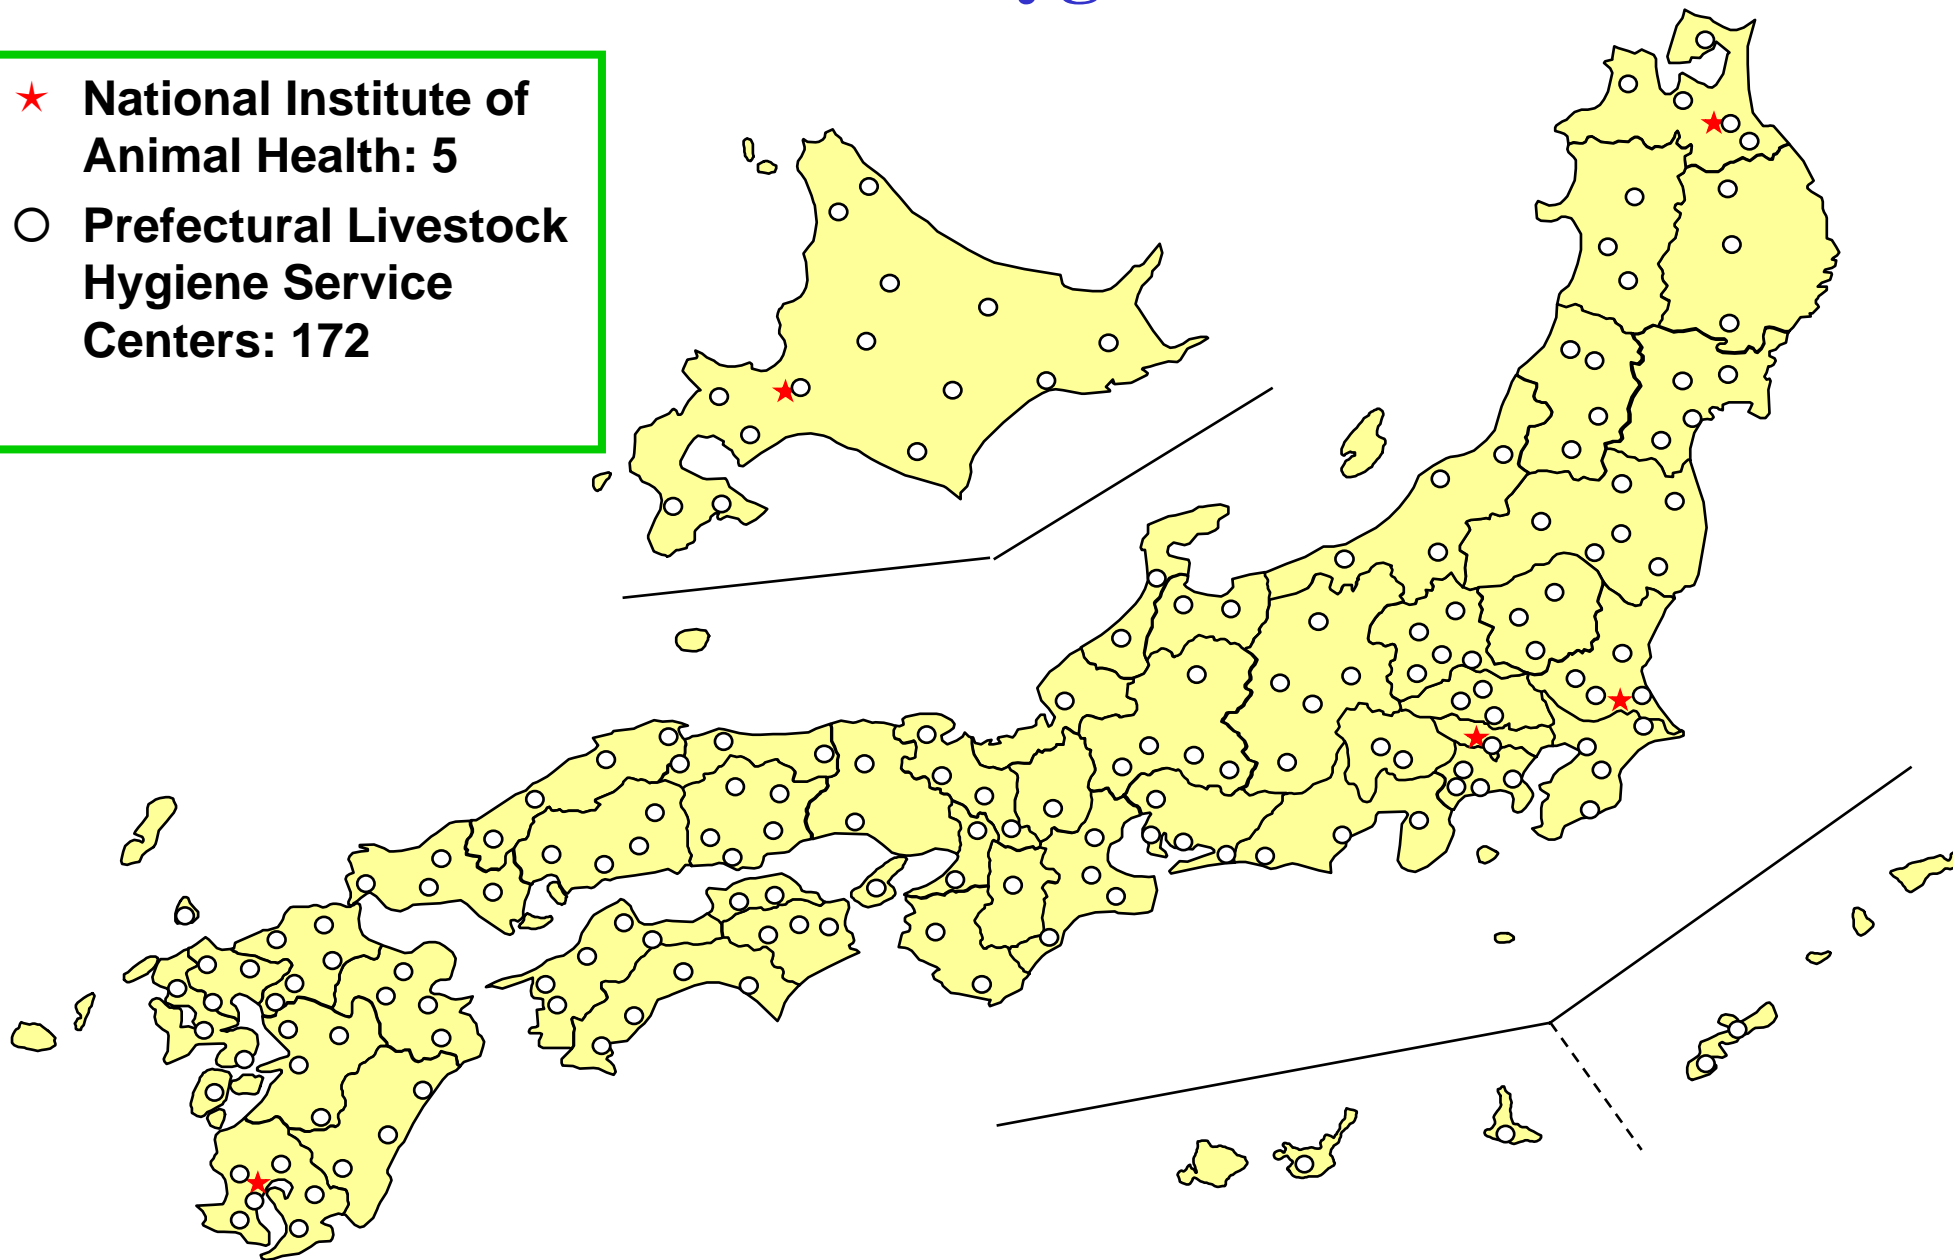 National Institute of
Animal Health: 5
Prefectural Livestock
Hygiene Service
Centers: 172